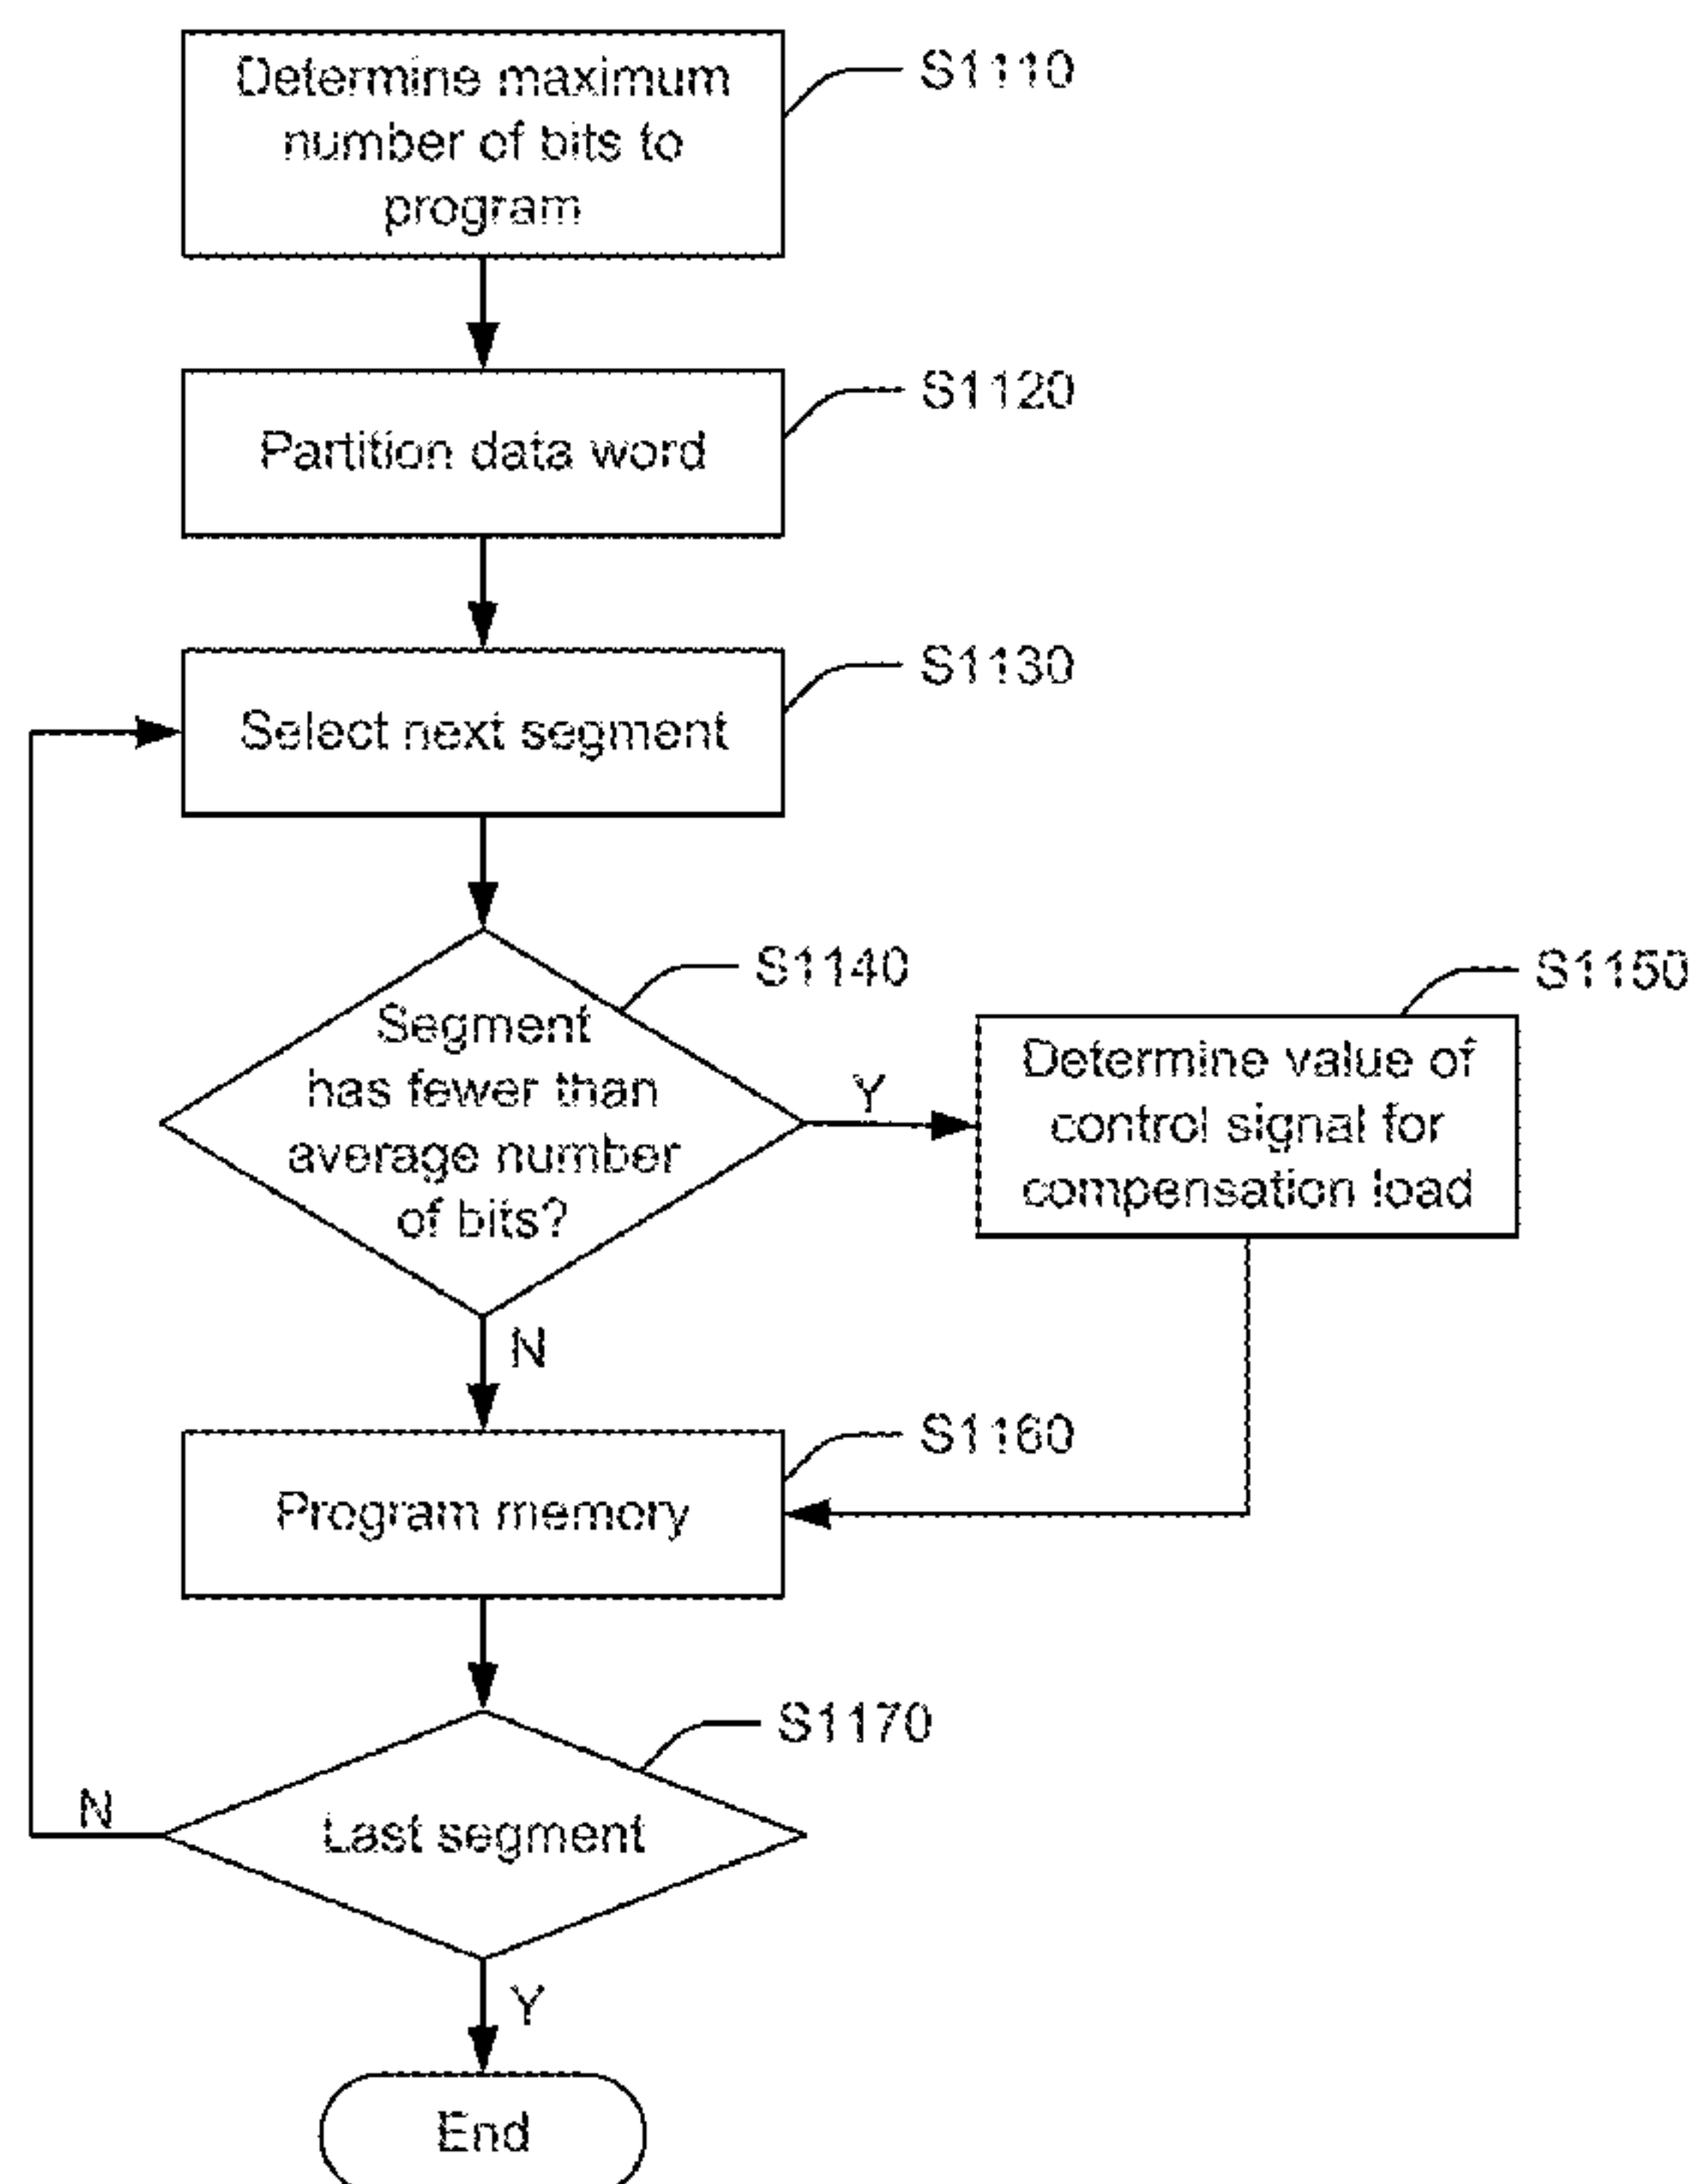 Determine maximum
number of bits to
program
S1110
Partition data word
S1120
Select next segment
S1130
Segment
has fewer than
average number
of bits?
S1140
Y
Determine value of
control signal for
compensation load
S1150
N
Program memory
S1160
Last segment
S1170
N
Y
End